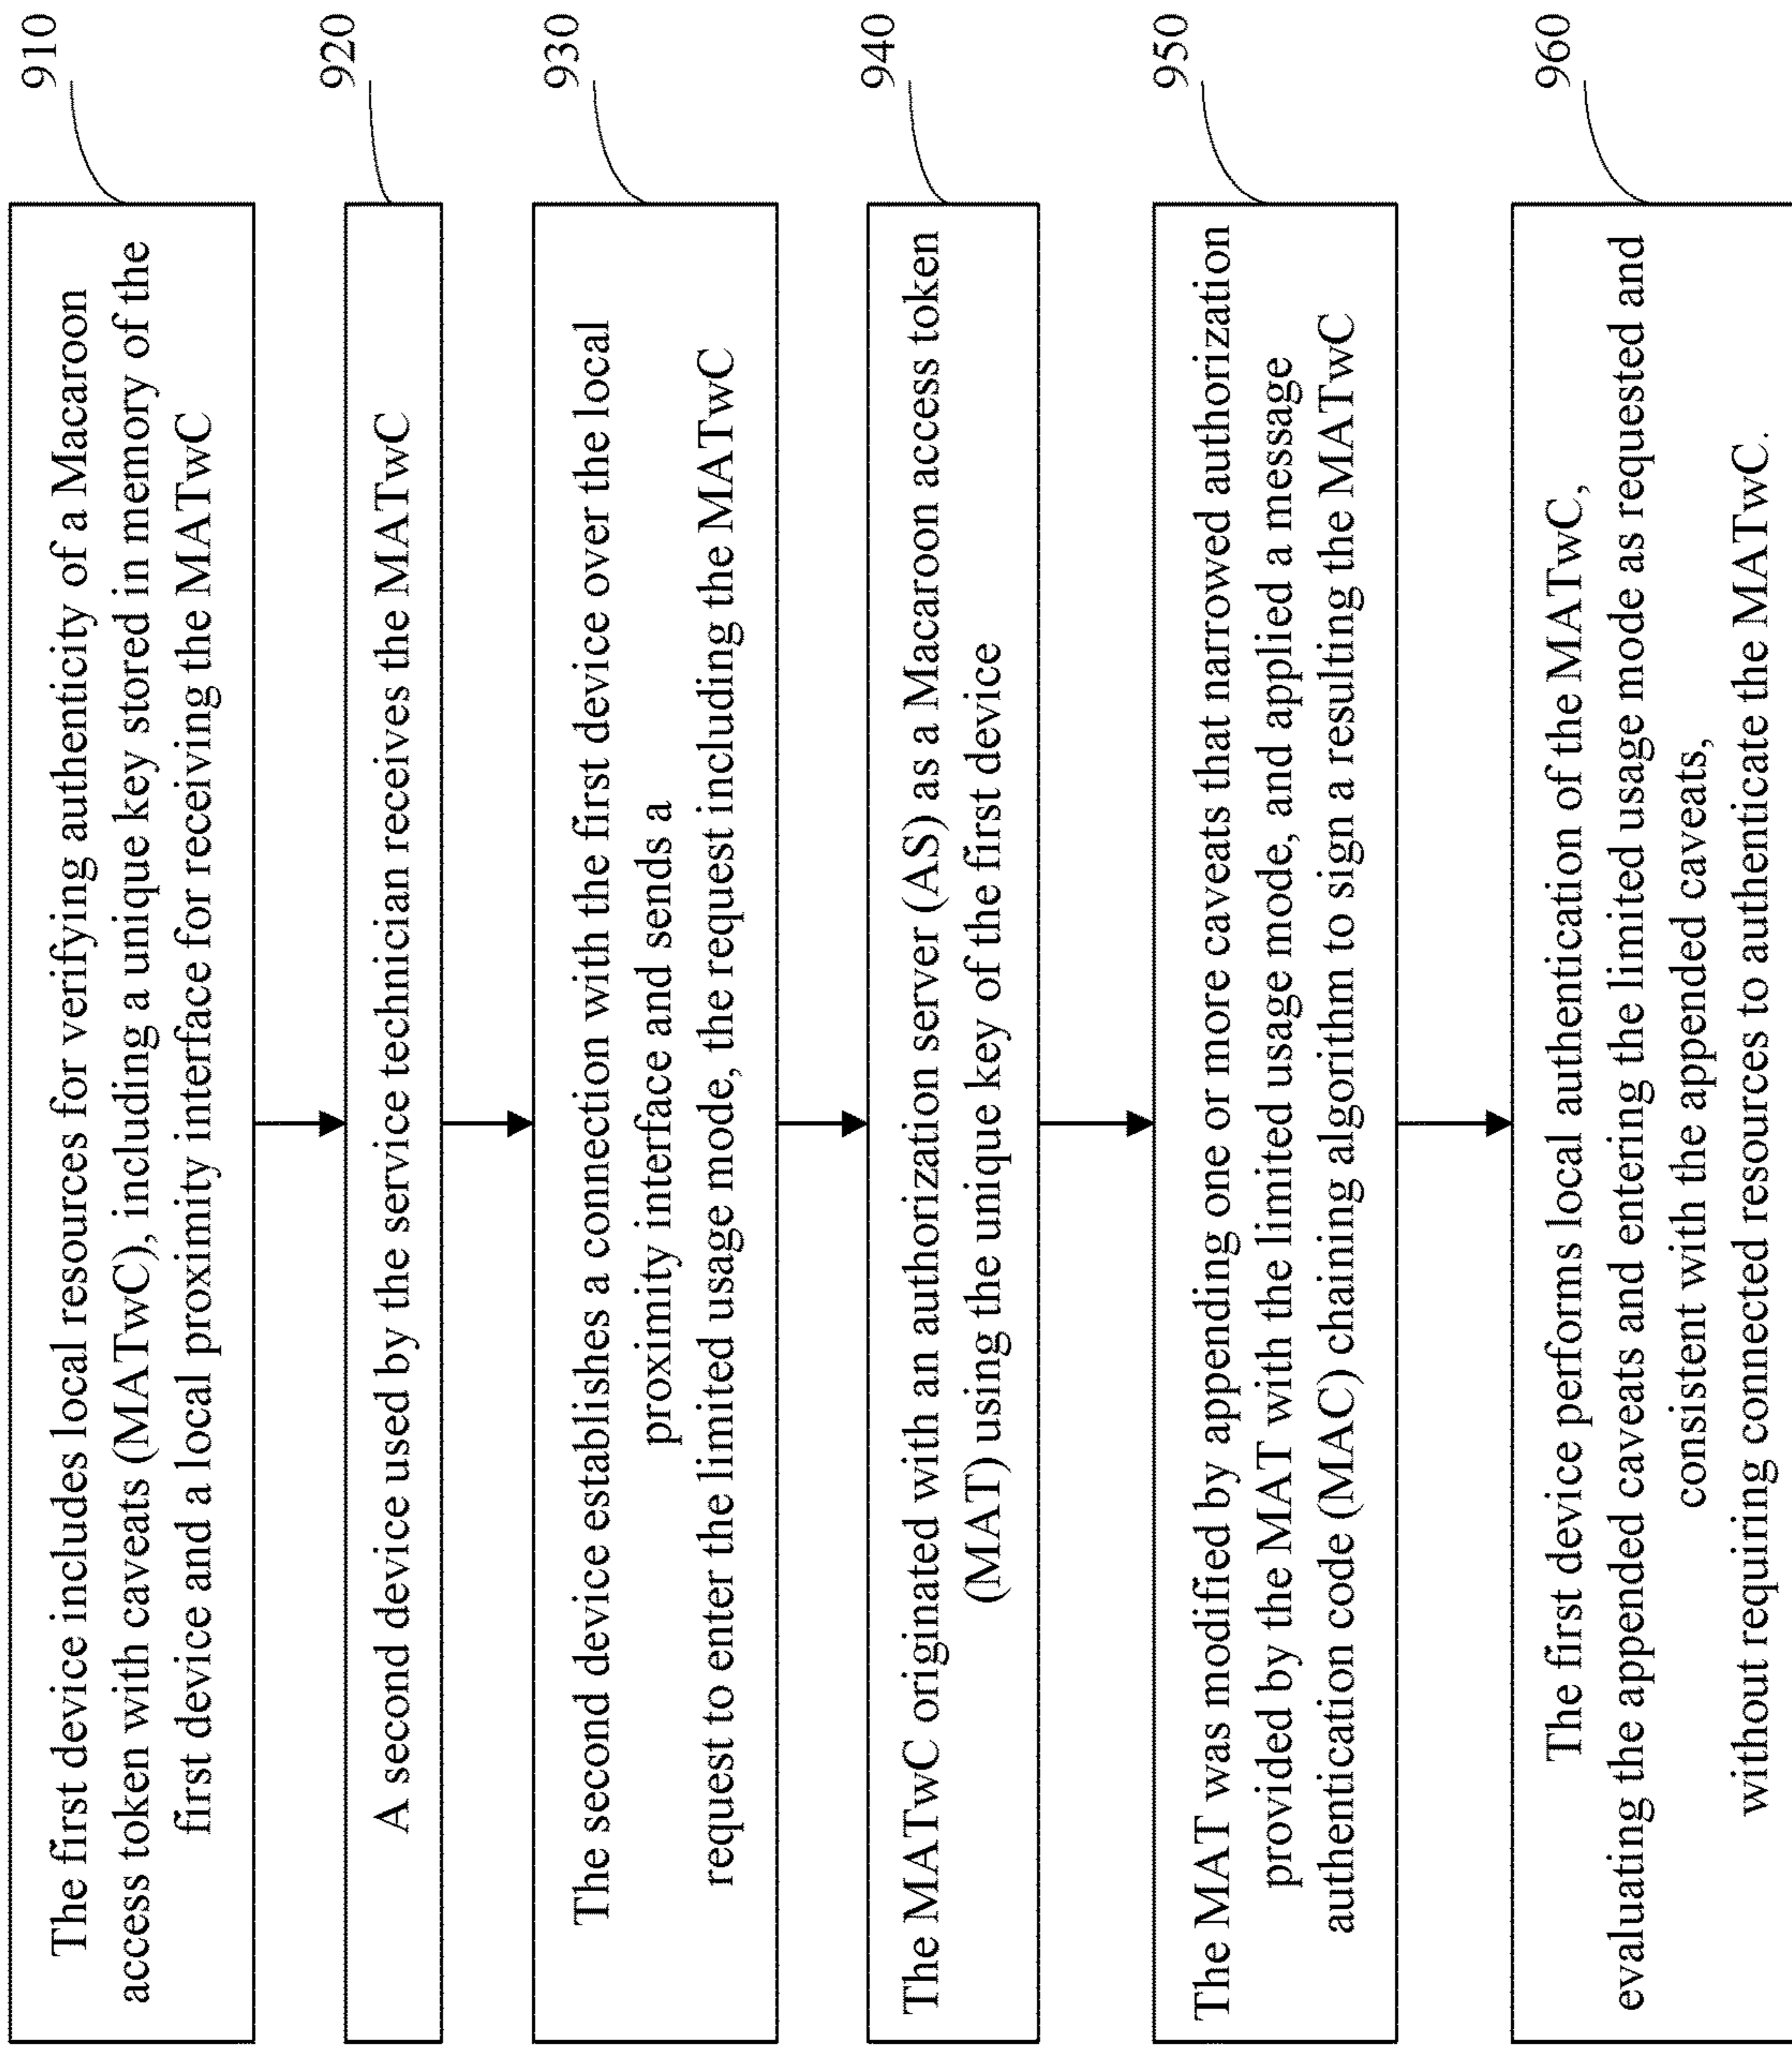 The first device includes local resources for verifying authenticity of a Macaroon
access token with caveats (MATwC), including a unique key stored in memory of the
first device and a local proximity interface for receiving the MATwC
910
A second device used by the service technician receives the MATwC
920
The second device establishes a connection with the first device over the local
proximity interface and sends a
request to enter the limited usage mode, the request including the MATwC
930
The MATwC originated with an authorization server (AS) as a Macaroon access token
(MAT) using the unique key of the first device
940
The MAT was modified by appending one or more caveats that narrowed authorization
provided by the MAT with the limited usage mode, and applied a message
authentication code (MAC) chaining algorithm to sign a resulting the MATwC
950
The first device performs local authentication of the MATwC,
evaluating the appended caveats and entering the limited usage mode as requested and
consistent with the appended caveats,
without requiring connected resources to authenticate the MATwC.
960